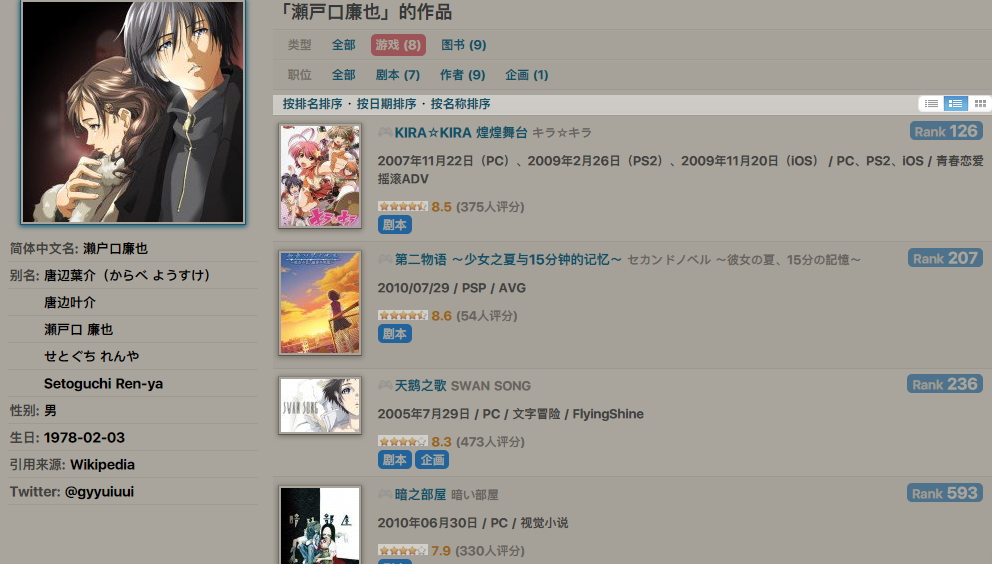 「瀬戸口廉也」的作品
类型 全部 游戏 (8) 图书 (9)
职位 全部 剧本 (7) 作者 (9) 企画 (1)
按排名排序 · 按日期排序 · 按名称排序
KIRA☆KIRA 煌煌舞台 キラ☆キラ
Rank 126
2007年11月22日（PC）、2009年2月26日（PS2）、2009年11月20日（iOS） / PC、PS2、iOS / 青春恋爱
摇滚ADV
8.5 (375人评分)
剧本
第二物语 ～少女之夏与15分钟的记忆～ セカンドノベル ～彼女の夏、15分の記憶～
Rank 207
2010/07/29 / PSP / AVG
8.6 (54人评分)
剧本
天鹅之歌 SWAN SONG
Rank 236
2005年7月29日 / PC / 文字冒险 / FlyingShine
8.3 (473人评分)
剧本 企画
SWAN SONG
暗之部屋 暗い部屋
Rank 593
2010年06月30日 / PC / 视觉小说
7.9 (330人评分)
简体中文名: 濑户口廉也
别名: 唐辺葉介（からべ ようすけ）
唐边叶介
瀬戸口 廉也
せとぐち れんや
Setoguchi Ren-ya
性别: 男
生日: 1978-02-03
引用来源: Wikipedia
Twitter: @gyyuiuui